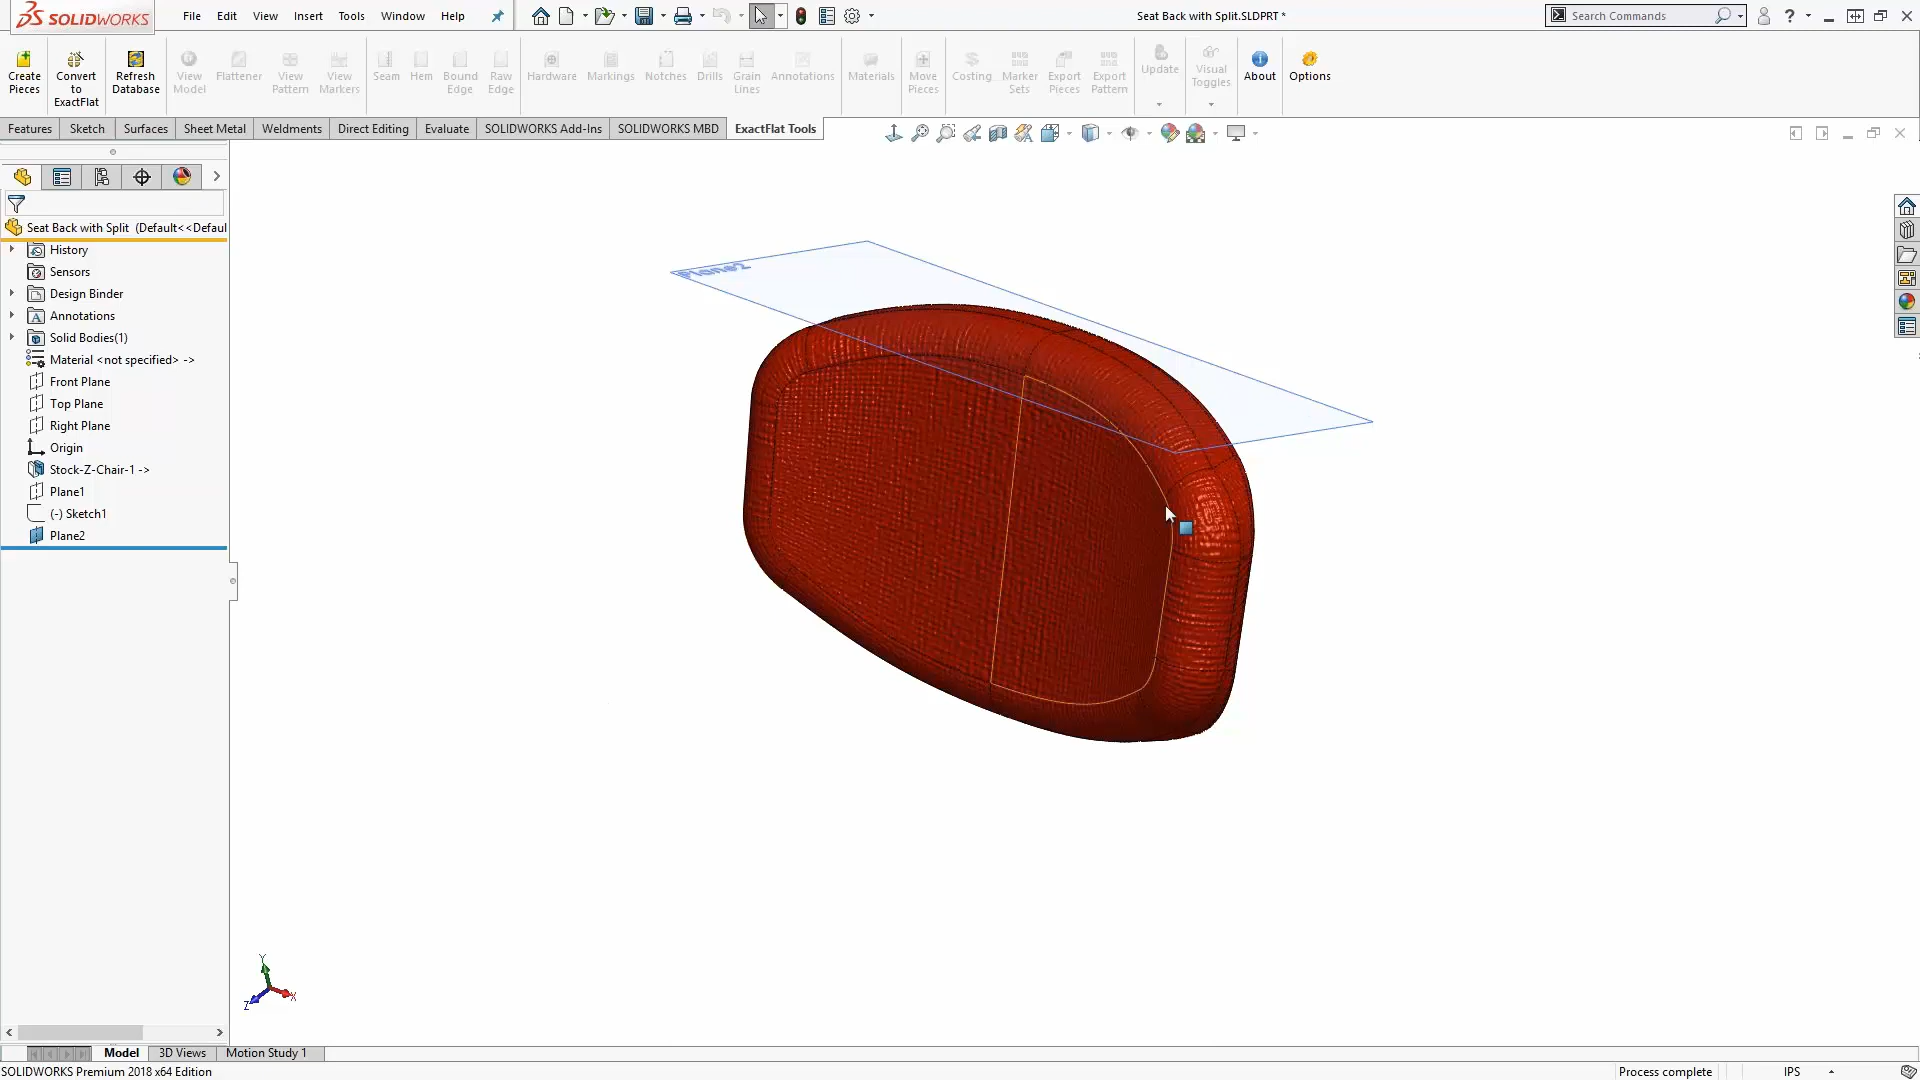 SOLIDWORKS
File Edit View Insert Tools Window Help
Seat Back with Split.SLDPRT *
Search Commands
Create Pieces
Convert to ExactFlat
Refresh Database
View Model
Flattener
View Pattern
View Markers
Seam
Hem
Bound Edge
Raw Edge
Hardware
Markings
Notches
Drills
Grain Lines
Annotations
Materials
Move Pieces
Costing
Marker Sets
Export Pieces
Export Pattern
Update
Visual Toggles
About
Options
Features Sketch Surfaces Sheet Metal Weldments Direct Editing Evaluate SOLIDWORKS Add-Ins SOLIDWORKS MBD ExactFlat Tools
Seat Back with Split (Default<<Defaul
History
Sensors
Design Binder
Annotations
Solid Bodies(1)
Material <not specified> ->
Front Plane
Top Plane
Right Plane
Origin
Stock-Z-Chair-1 ->
Plane1
(-) Sketch1
Plane2
Plane2
Y
X
Z
Model 3D Views Motion Study 1
SOLIDWORKS Premium 2018 x64 Edition
Process complete
IPS